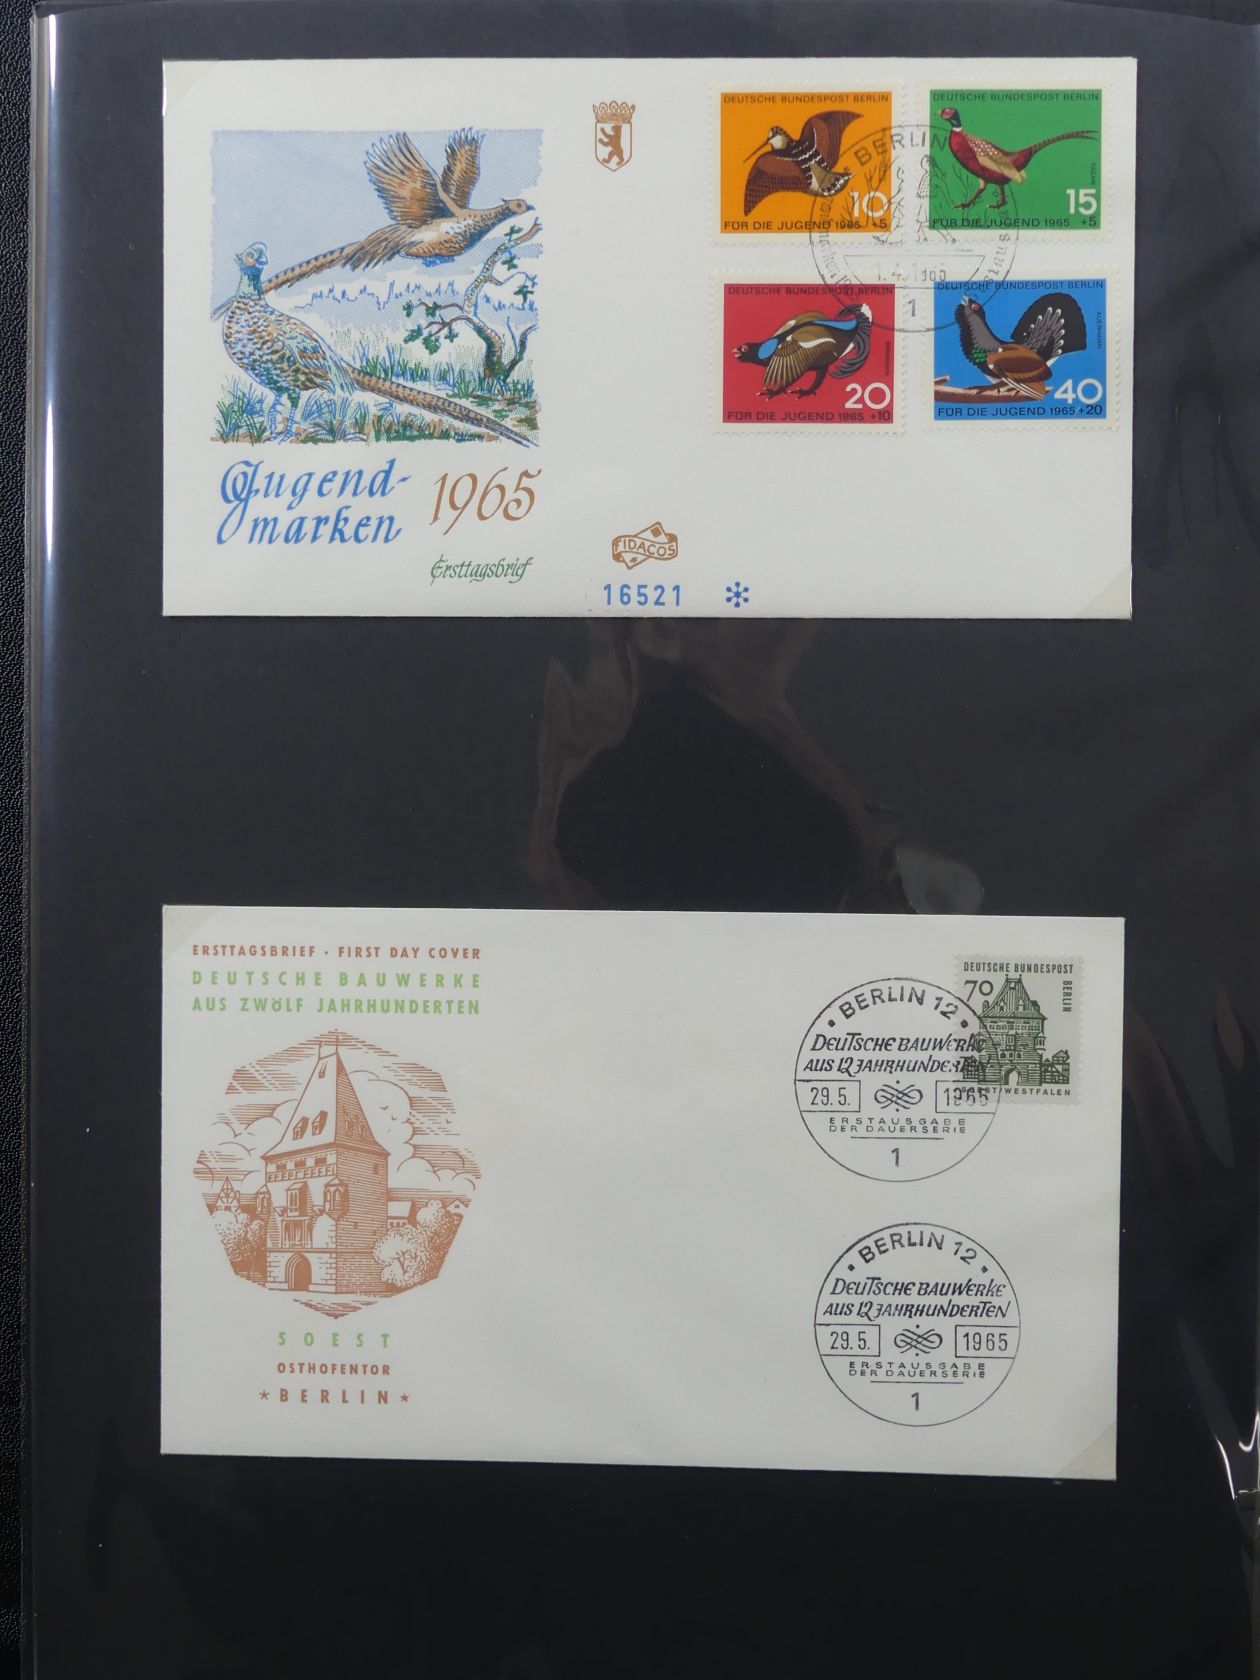 Jugend-
marken 1965
Ersttagsbrief
FIDACOS
16521
DEUTSCHE BUNDESPOST BERLIN
10 +5
FÜR DIE JUGEND 1965
DEUTSCHE BUNDESPOST BERLIN
FASAN
15 +5
FÜR DIE JUGEND 1965
DEUTSCHE BUNDESPOST BERLIN
20 +10
FÜR DIE JUGEND 1965
DEUTSCHE BUNDESPOST BERLIN
AUERHAHN
40 +20
FÜR DIE JUGEND 1965
BERLIN
1.4.1965
1
ERSTTAGSBRIEF · FIRST DAY COVER
DEUTSCHE BAUWERKE
AUS ZWÖLF JAHRHUNDERTEN
SOEST
OSTHOFENTOR
* BERLIN *
DEUTSCHE BUNDESPOST
BERLIN
70
SOEST/WESTFALEN
• BERLIN 12 •
DEUTSCHE BAUWERKE
AUS 12 JAHRHUNDERTEN
29.5. 1965
ERSTAUSGABE
DER DAUERSERIE
1
• BERLIN 12 •
DEUTSCHE BAUWERKE
AUS 12 JAHRHUNDERTEN
29.5. 1965
ERSTAUSGABE
DER DAUERSERIE
1